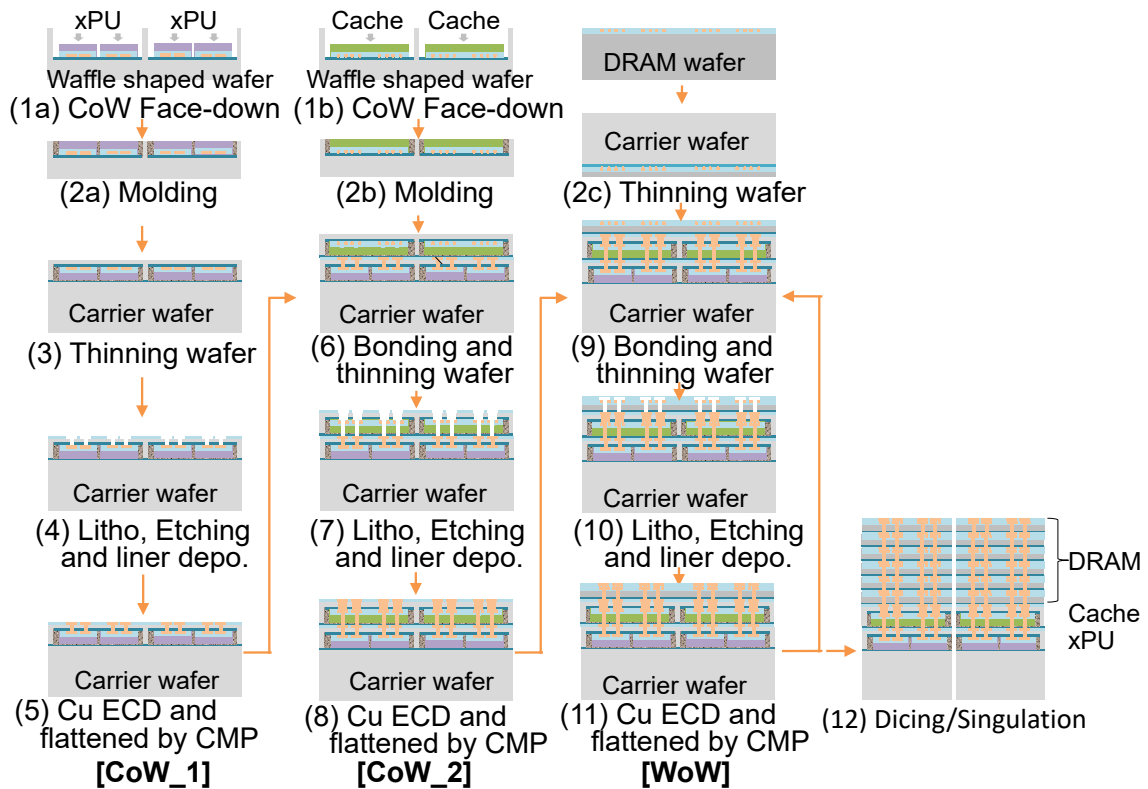 xPU
xPU
Waffle shaped wafer
(1a) CoW Face-down
(2a) Molding
Carrier wafer
(3) Thinning wafer
Carrier wafer
(4) Litho, Etching
and liner depo.
Carrier wafer
(5) Cu ECD and
flattened by CMP
[CoW_1]
Cache
Cache
Waffle shaped wafer
(1b) CoW Face-down
(2b) Molding
Carrier wafer
(6) Bonding and
thinning wafer
Carrier wafer
(7) Litho, Etching
and liner depo.
Carrier wafer
(8) Cu ECD and
flattened by CMP
[CoW_2]
DRAM wafer
Carrier wafer
(2c) Thinning wafer
Carrier wafer
(9) Bonding and
thinning wafer
Carrier wafer
(10) Litho, Etching
and liner depo.
Carrier wafer
(11) Cu ECD and
flattened by CMP
[WoW]
DRAM
Cache
xPU
(12) Dicing/Singulation